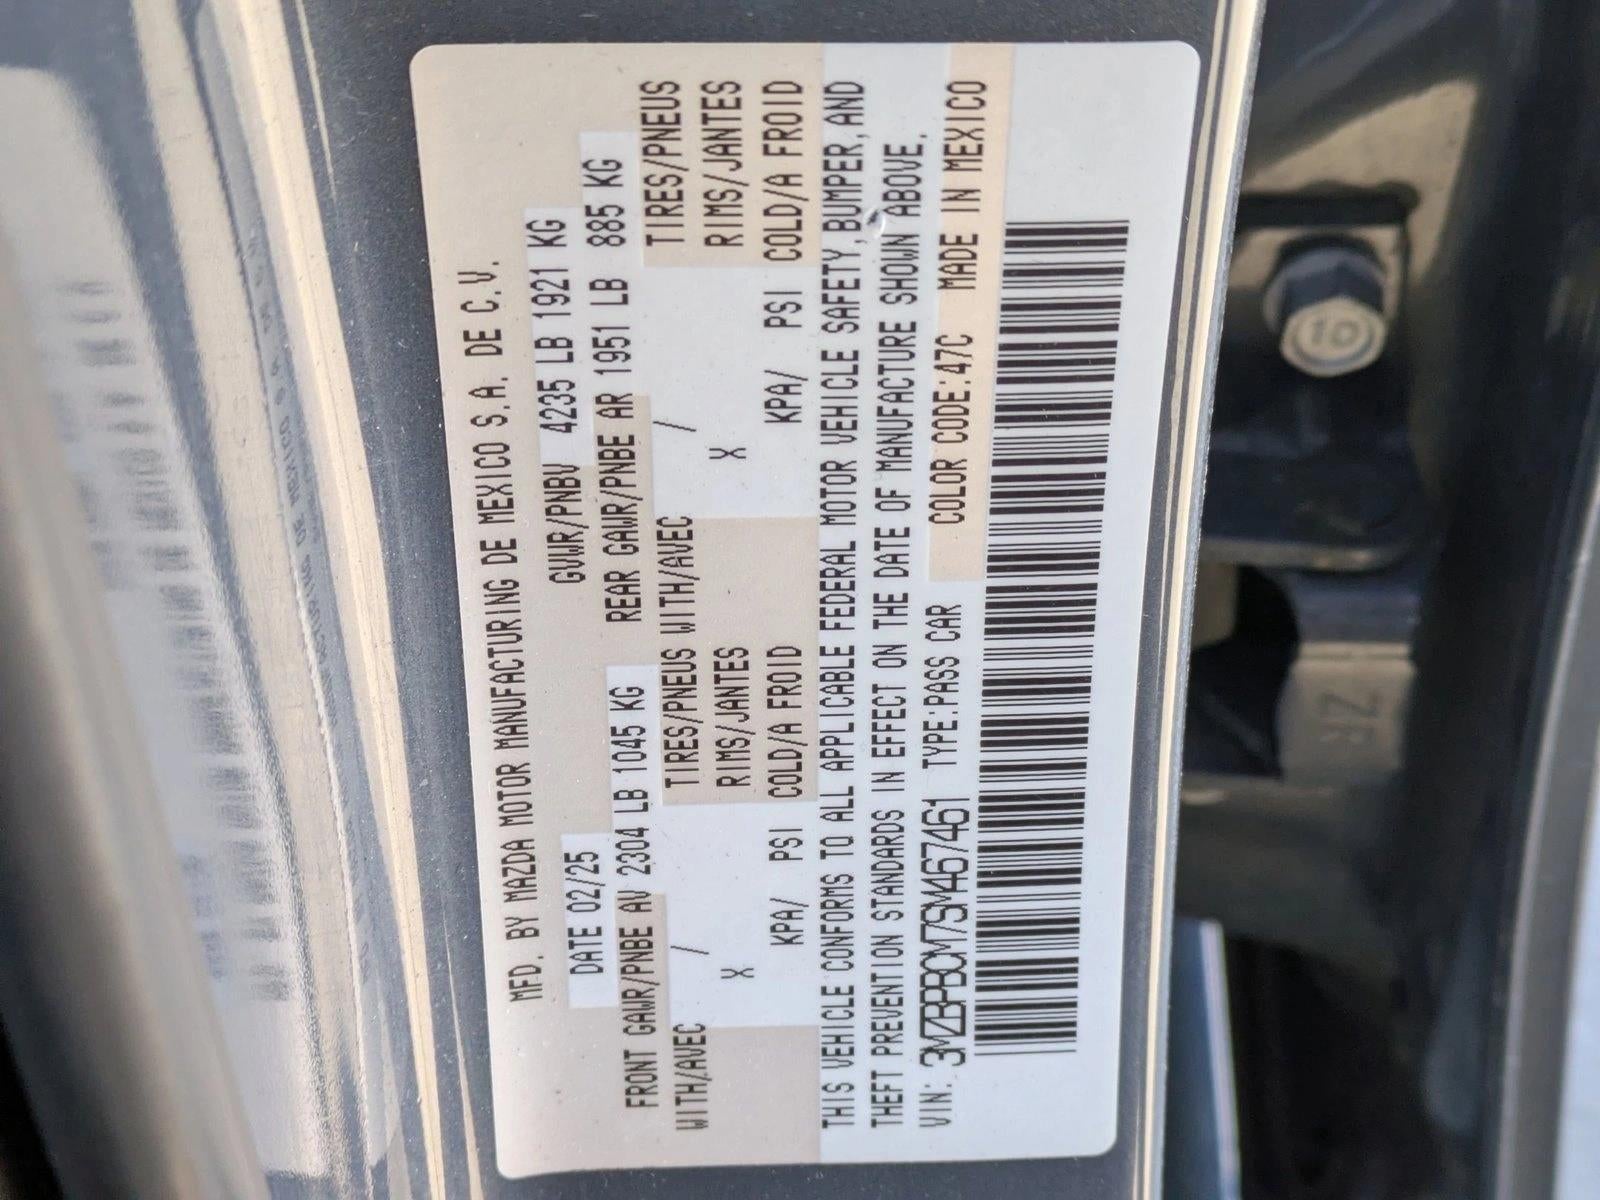 MFD. BY MAZDA MOTOR MANUFACTURING DE MEXICO S.A. DE C.V.
DATE 02/25 GVWR/PNBV 4235 LB 1921 KG
FRONT GAWR/PNBE AV 2304 LB 1045 KG REAR GAWR/PNBE AR 1951 LB 885 KG
WITH/AVEC / TIRES/PNEUS WITH/AVEC / TIRES/PNEUS
X RIMS/JANTES X RIMS/JANTES
KPA/ PSI COLD/A FROID KPA/ PSI COLD/A FROID
THIS VEHICLE CONFORMS TO ALL APPLICABLE FEDERAL MOTOR VEHICLE SAFETY, BUMPER, AND
THEFT PREVENTION STANDARDS IN EFFECT ON THE DATE OF MANUFACTURE SHOWN ABOVE.
VIN: 3MZBPBCM7SM467461 TYPE:PASS CAR COLOR CODE:47C MADE IN MEXICO
10
2R